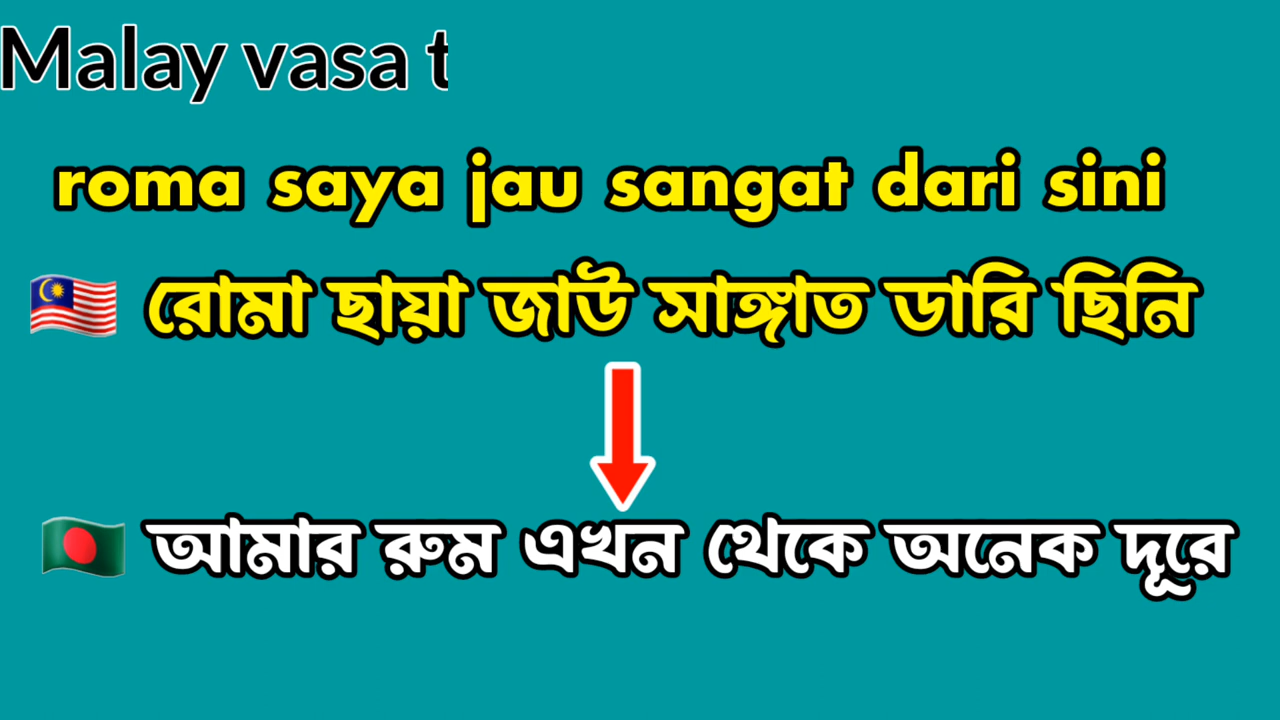 Malay vasa t
roma saya jau sangat dari sini
রোমা ছায়া জাউ সাঙ্গাত ডারি ছিনি
আমার রুম এখন থেকে অনেক দূরে